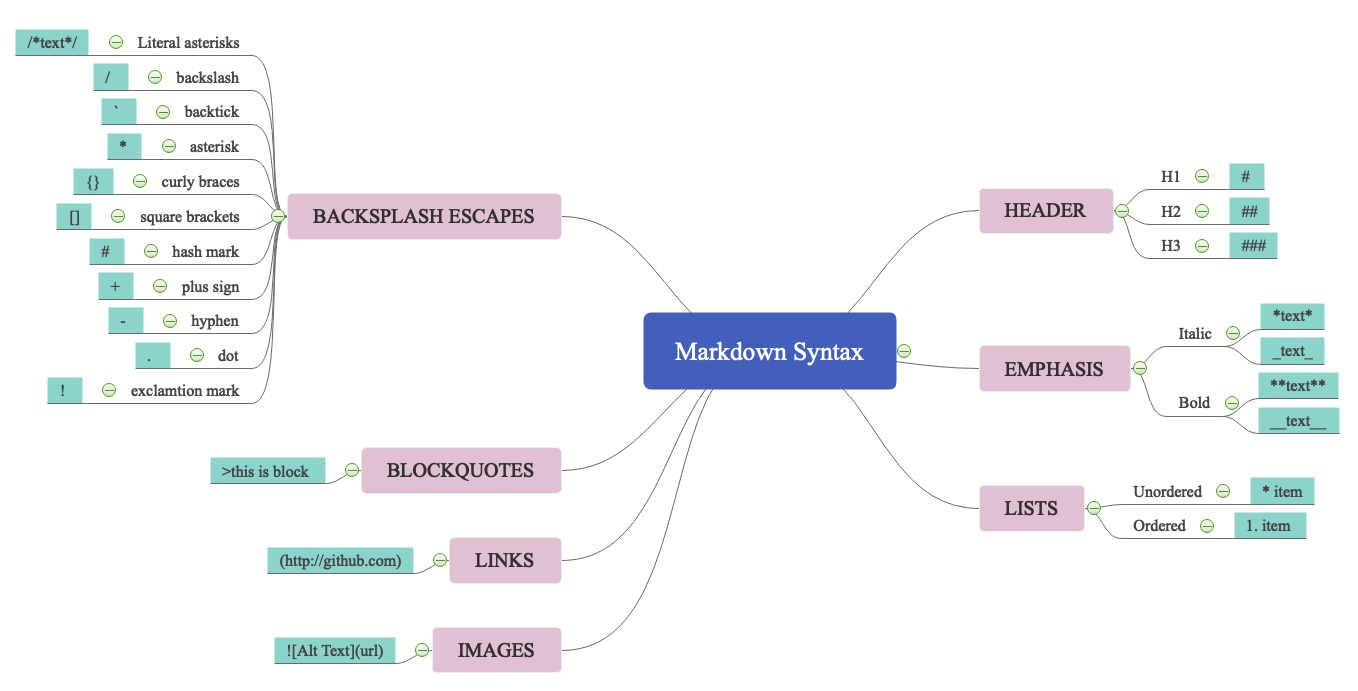 Markdown Syntax
BACKSPLASH ESCAPES
Literal asterisks
/*text*/
backslash
/
backtick
`
asterisk
*
curly braces
{}
square brackets
[]
hash mark
#
plus sign
+
hyphen
-
dot
.
exclamtion mark
!
BLOCKQUOTES
>this is block
LINKS
(http://github.com)
IMAGES
![Alt Text](url)
HEADER
H1
#
H2
##
H3
###
EMPHASIS
Italic
*text*
_text_
Bold
**text**
__text__
LISTS
Unordered
* item
Ordered
1. item